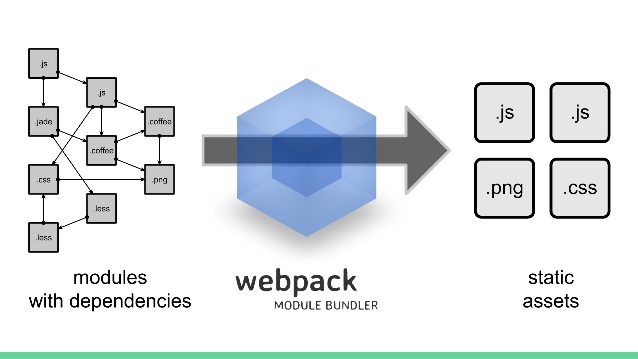 .js
.js
.jade
.coffee
.coffee
.css
.png
.less
.less
modules
with dependencies
webpack
MODULE BUNDLER
.js
.js
.png
.css
static
assets